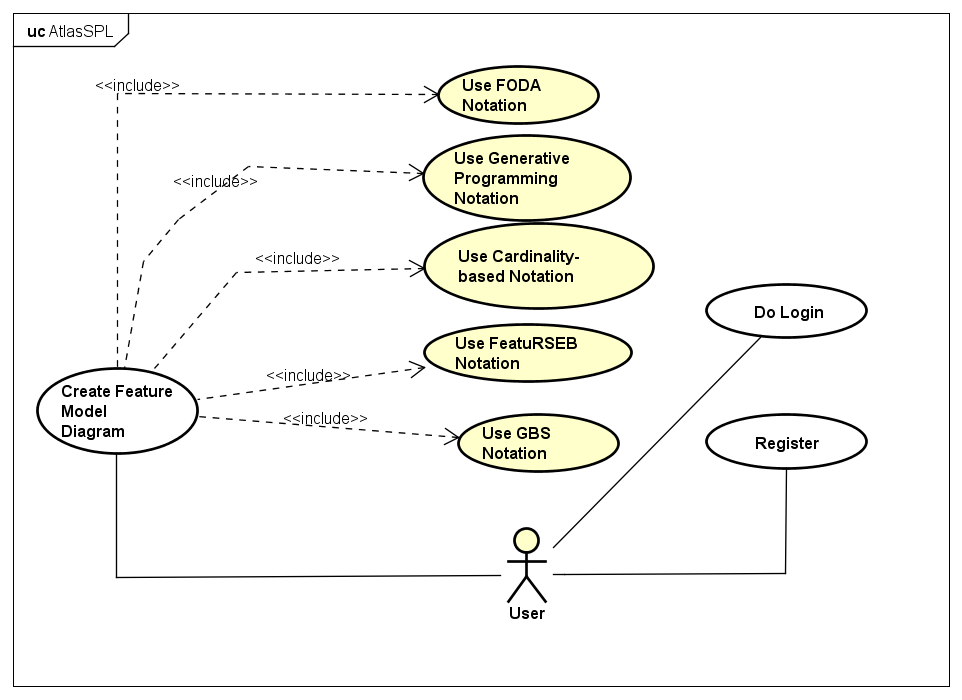 uc AtlasSPL
<<include>>
Use FODA
Notation
Use Generative
Programming
Notation
<<include>>
<<include>>
Use Cardinality-
based Notation
Do Login
Use FeatuRSEB
Notation
<<include>>
Create Feature
Model
Diagram
<<include>>
Use GBS
Notation
Register
User